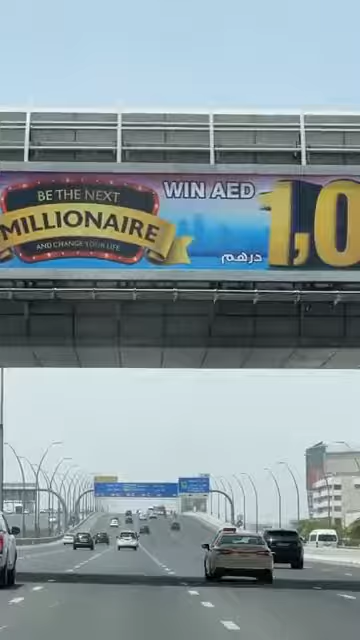 BE THE NEXT
MILLIONAIRE
AND CHANGE YOUR LIFE
WIN AED
درهم
1,0